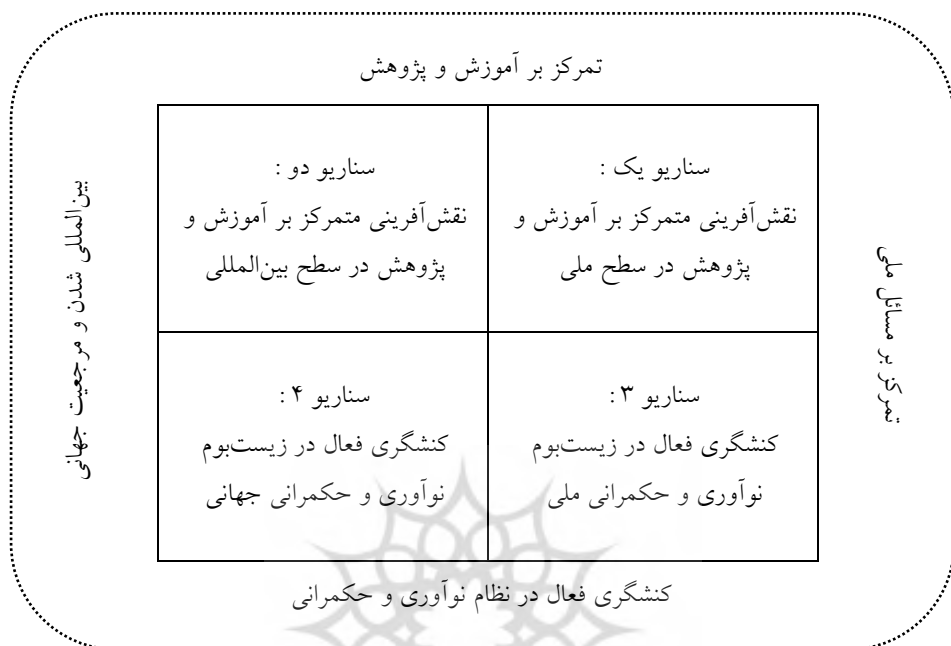 تمرکز بر آموزش و پژوهش
تمرکز بر مسائل ملی
سناریو یک :
نقش‌آفرینی متمرکز بر آموزش و
پژوهش در سطح ملی
سناریو دو :
نقش‌آفرینی متمرکز بر آموزش و
پژوهش در سطح بین‌المللی
بین‌المللی شدن و مرجعیت جهانی
سناریو ۳ :
کنشگری فعال در زیست‌بوم
نوآوری و حکمرانی ملی
سناریو ۴ :
کنشگری فعال در زیست‌بوم
نوآوری و حکمرانی جهانی
کنشگری فعال در نظام نوآوری و حکمرانی